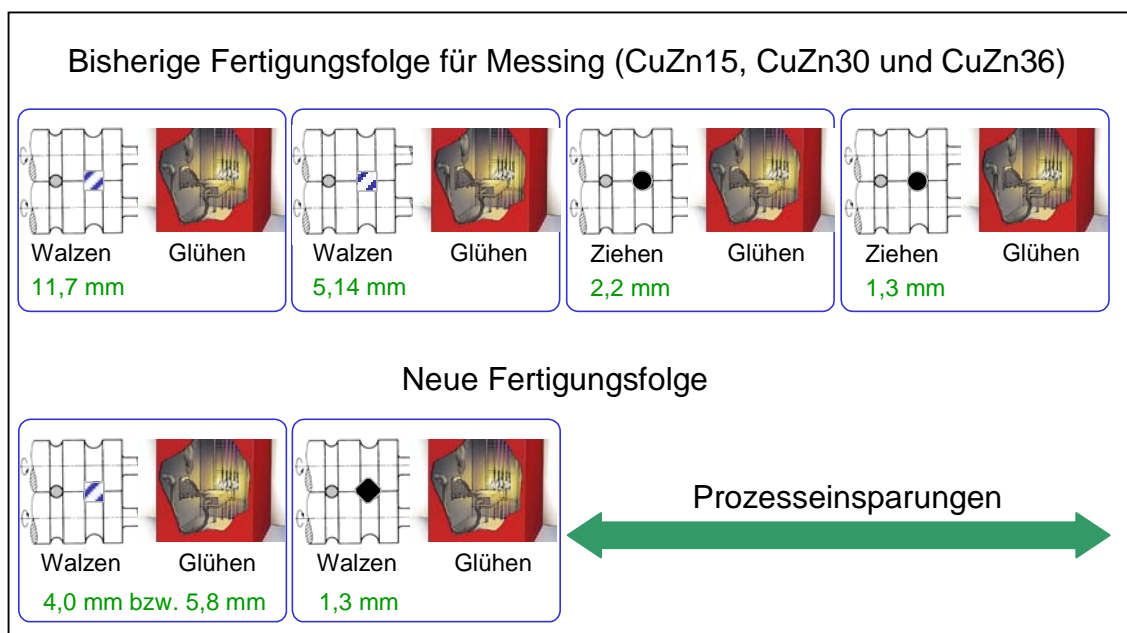 Bisherige Fertigungsfolge für Messing (CuZn15, CuZn30 und CuZn36)
Walzen Glühen Walzen Glühen Ziehen Glühen Ziehen Glühen
11,7 mm 5,14 mm 2,2 mm 1,3 mm
Neue Fertigungsfolge
Prozesseinsparungen
Walzen Glühen Walzen Glühen
4,0 mm bzw. 5,8 mm 1,3 mm